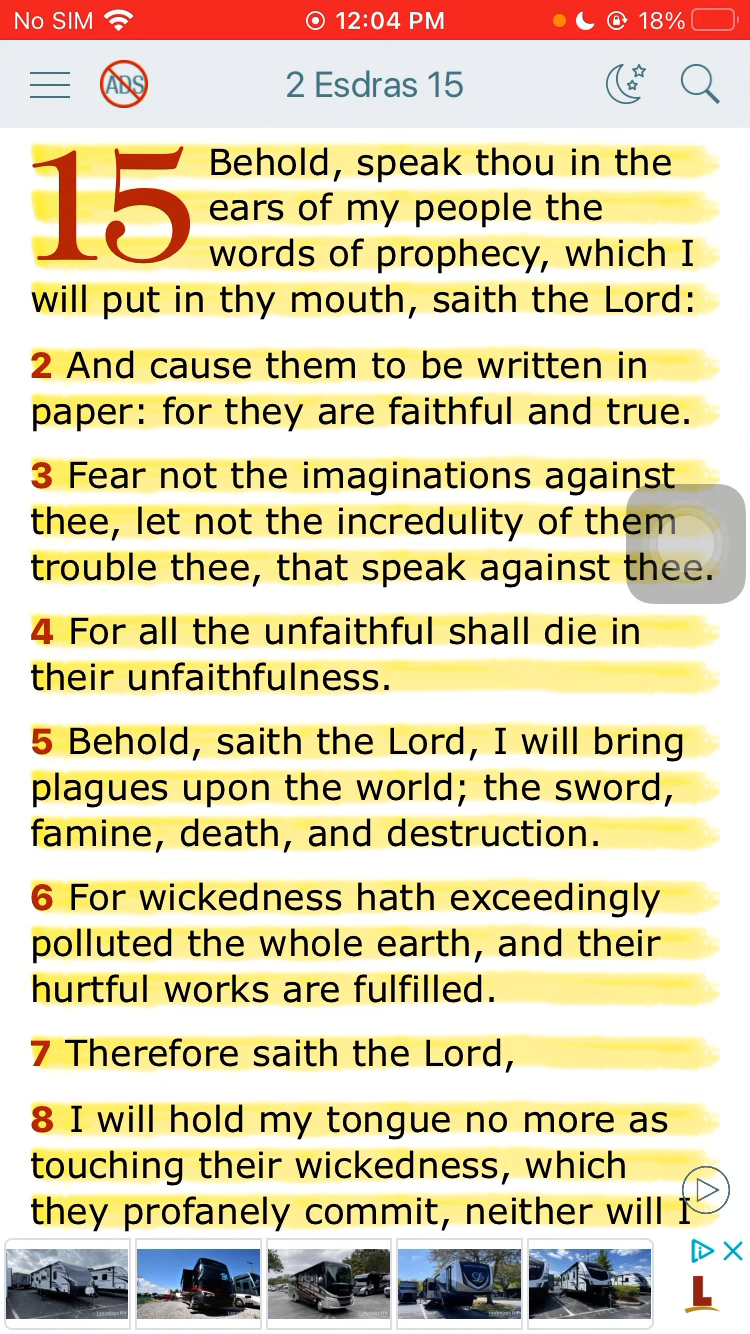 No SIM 12:04 PM 18%
ADS 2 Esdras 15
15 Behold, speak thou in the
ears of my people the
words of prophecy, which I
will put in thy mouth, saith the Lord:
2 And cause them to be written in
paper: for they are faithful and true.
3 Fear not the imaginations against
thee, let not the incredulity of them
trouble thee, that speak against thee.
4 For all the unfaithful shall die in
their unfaithfulness.
5 Behold, saith the Lord, I will bring
plagues upon the world; the sword,
famine, death, and destruction.
6 For wickedness hath exceedingly
polluted the whole earth, and their
hurtful works are fulfilled.
7 Therefore saith the Lord,
8 I will hold my tongue no more as
touching their wickedness, which
they profanely commit, neither will I
L